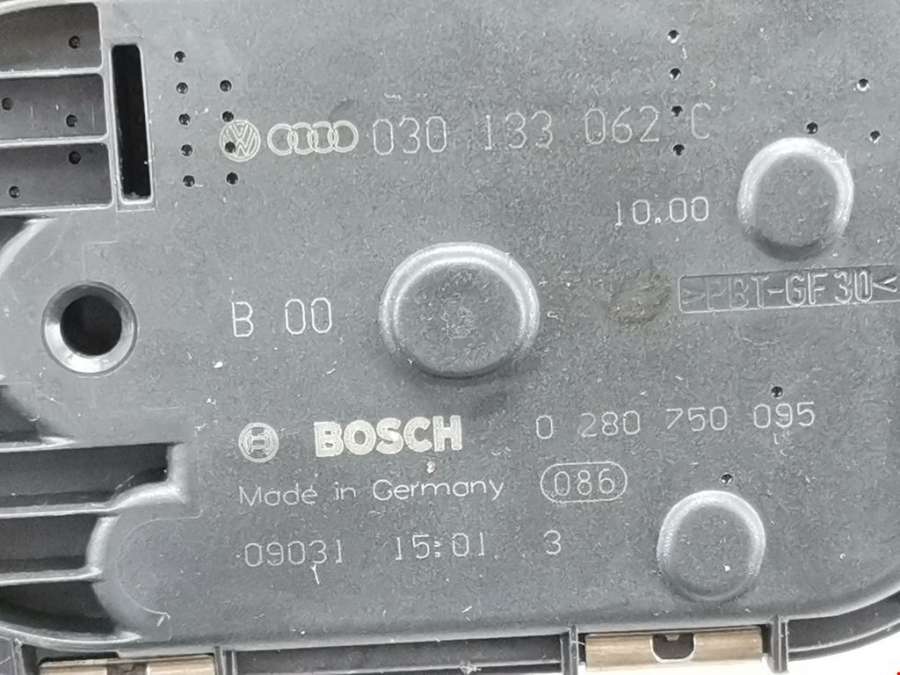 030 133 062 C
10.00
>PBT-GF30<
B 00
BOSCH 0 280 750 095
Made in Germany 086
09031 15:01 3